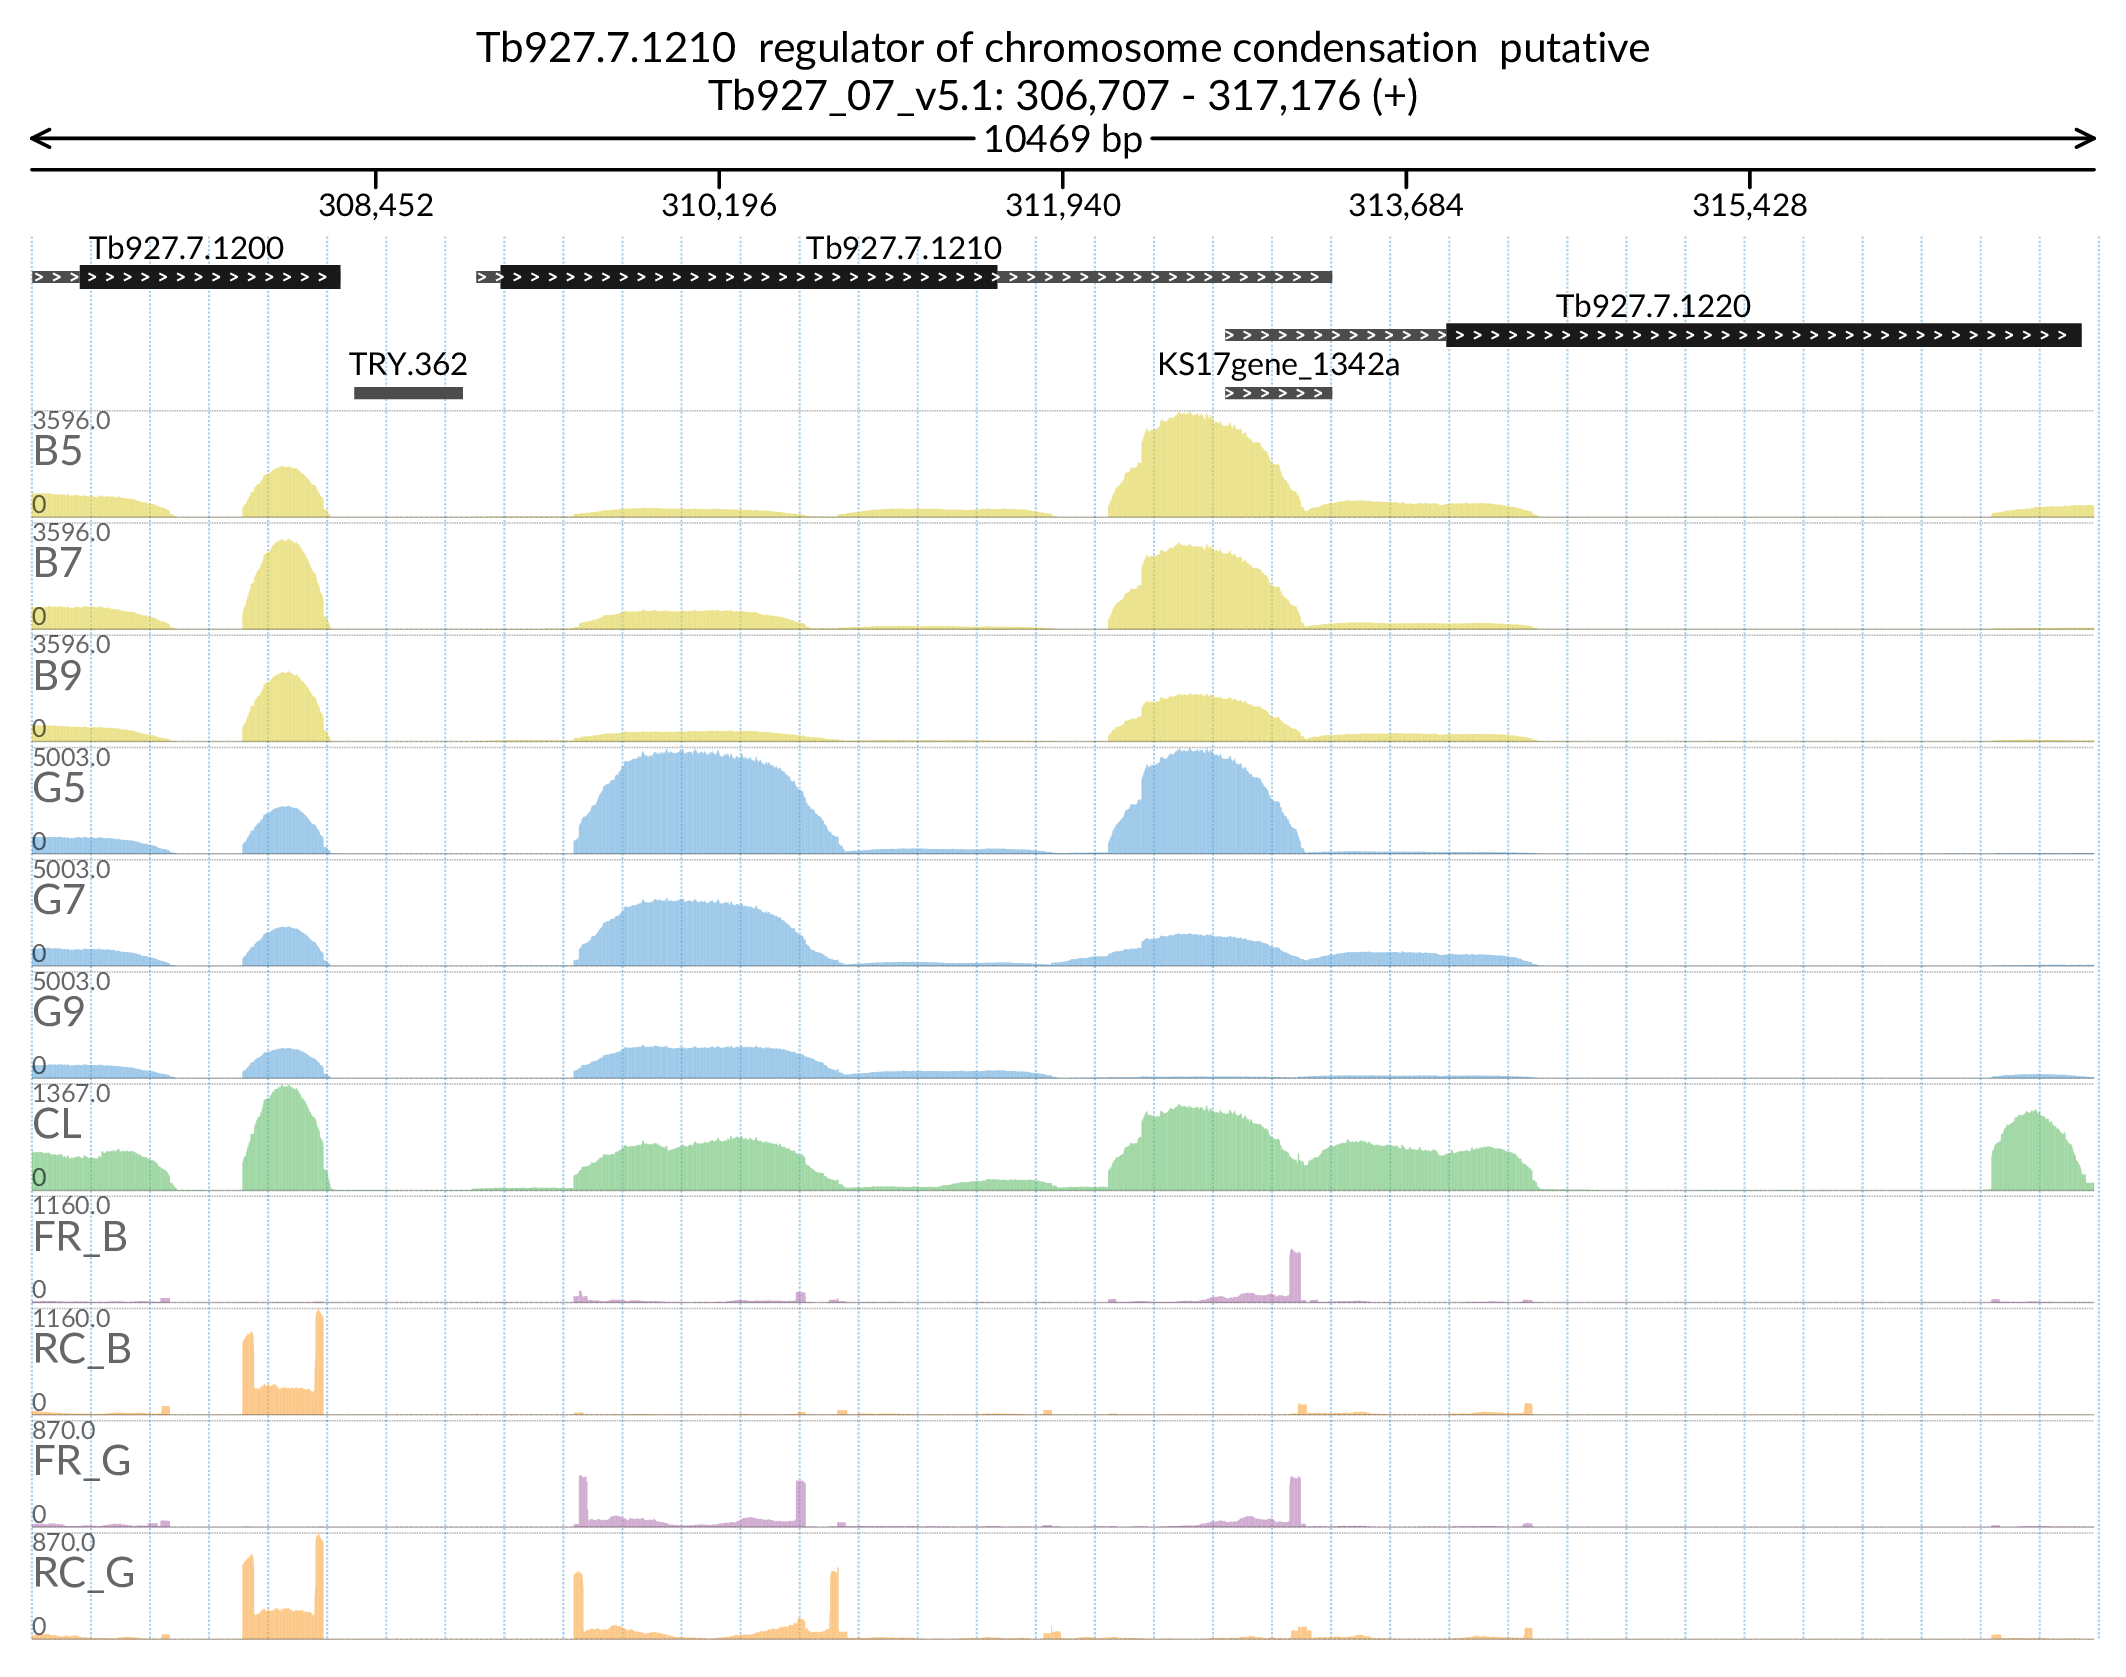 Tb927.7.1210  regulator of chromosome condensation  putative
Tb927_07_v5.1: 306,707 - 317,176 (+)
10469 bp
308,452 310,196 311,940 313,684 315,428
Tb927.7.1200 Tb927.7.1210
Tb927.7.1220
TRY.362 KS17gene_1342a
3596.0
B5
0
3596.0
B7
0
3596.0
B9
0
5003.0
G5
0
5003.0
G7
0
5003.0
G9
0
1367.0
CL
0
1160.0
FR_B
0
1160.0
RC_B
0
870.0
FR_G
0
870.0
RC_G
0